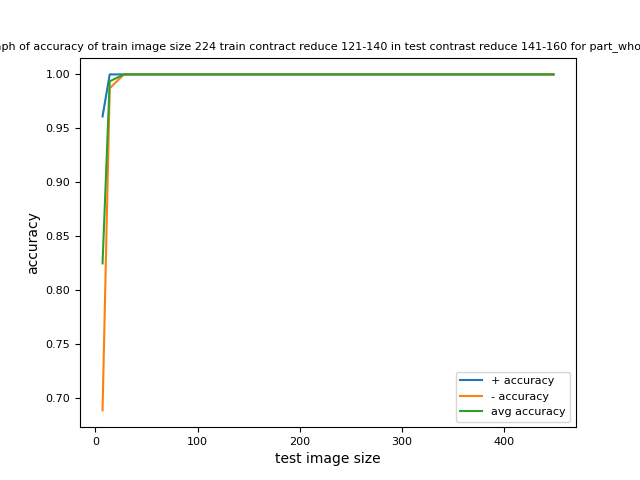 of accuracy of train image size 224 train contract reduce 121-140 in test contrast reduce 141-160 for
accuracy
1.00
0.95
0.90
0.85
0.80
0.75
0.70
+ accuracy
- accuracy
avg accuracy
0
100
200
300
400
test image size